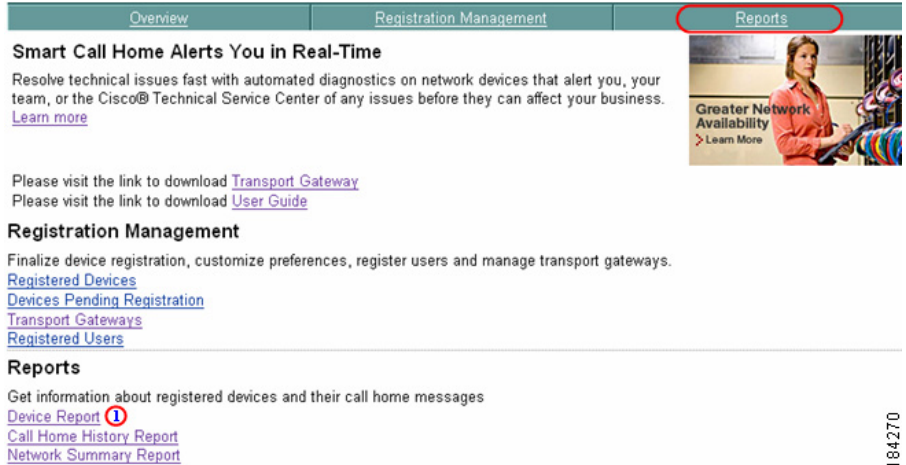 Overview
Registration Management
Reports
Smart Call Home Alerts You in Real-Time
Resolve technical issues fast with automated diagnostics on network devices that alert you, your
team, or the Cisco® Technical Service Center of any issues before they can affect your business.
Learn more
Greater Network
Availability
Learn More
Please visit the link to download Transport Gateway
Please visit the link to download User Guide
Registration Management
Finalize device registration, customize preferences, register users and manage transport gateways.
Registered Devices
Devices Pending Registration
Transport Gateways
Registered Users
Reports
Get information about registered devices and their call home messages
Device Report 1
Call Home History Report
Network Summary Report
184270